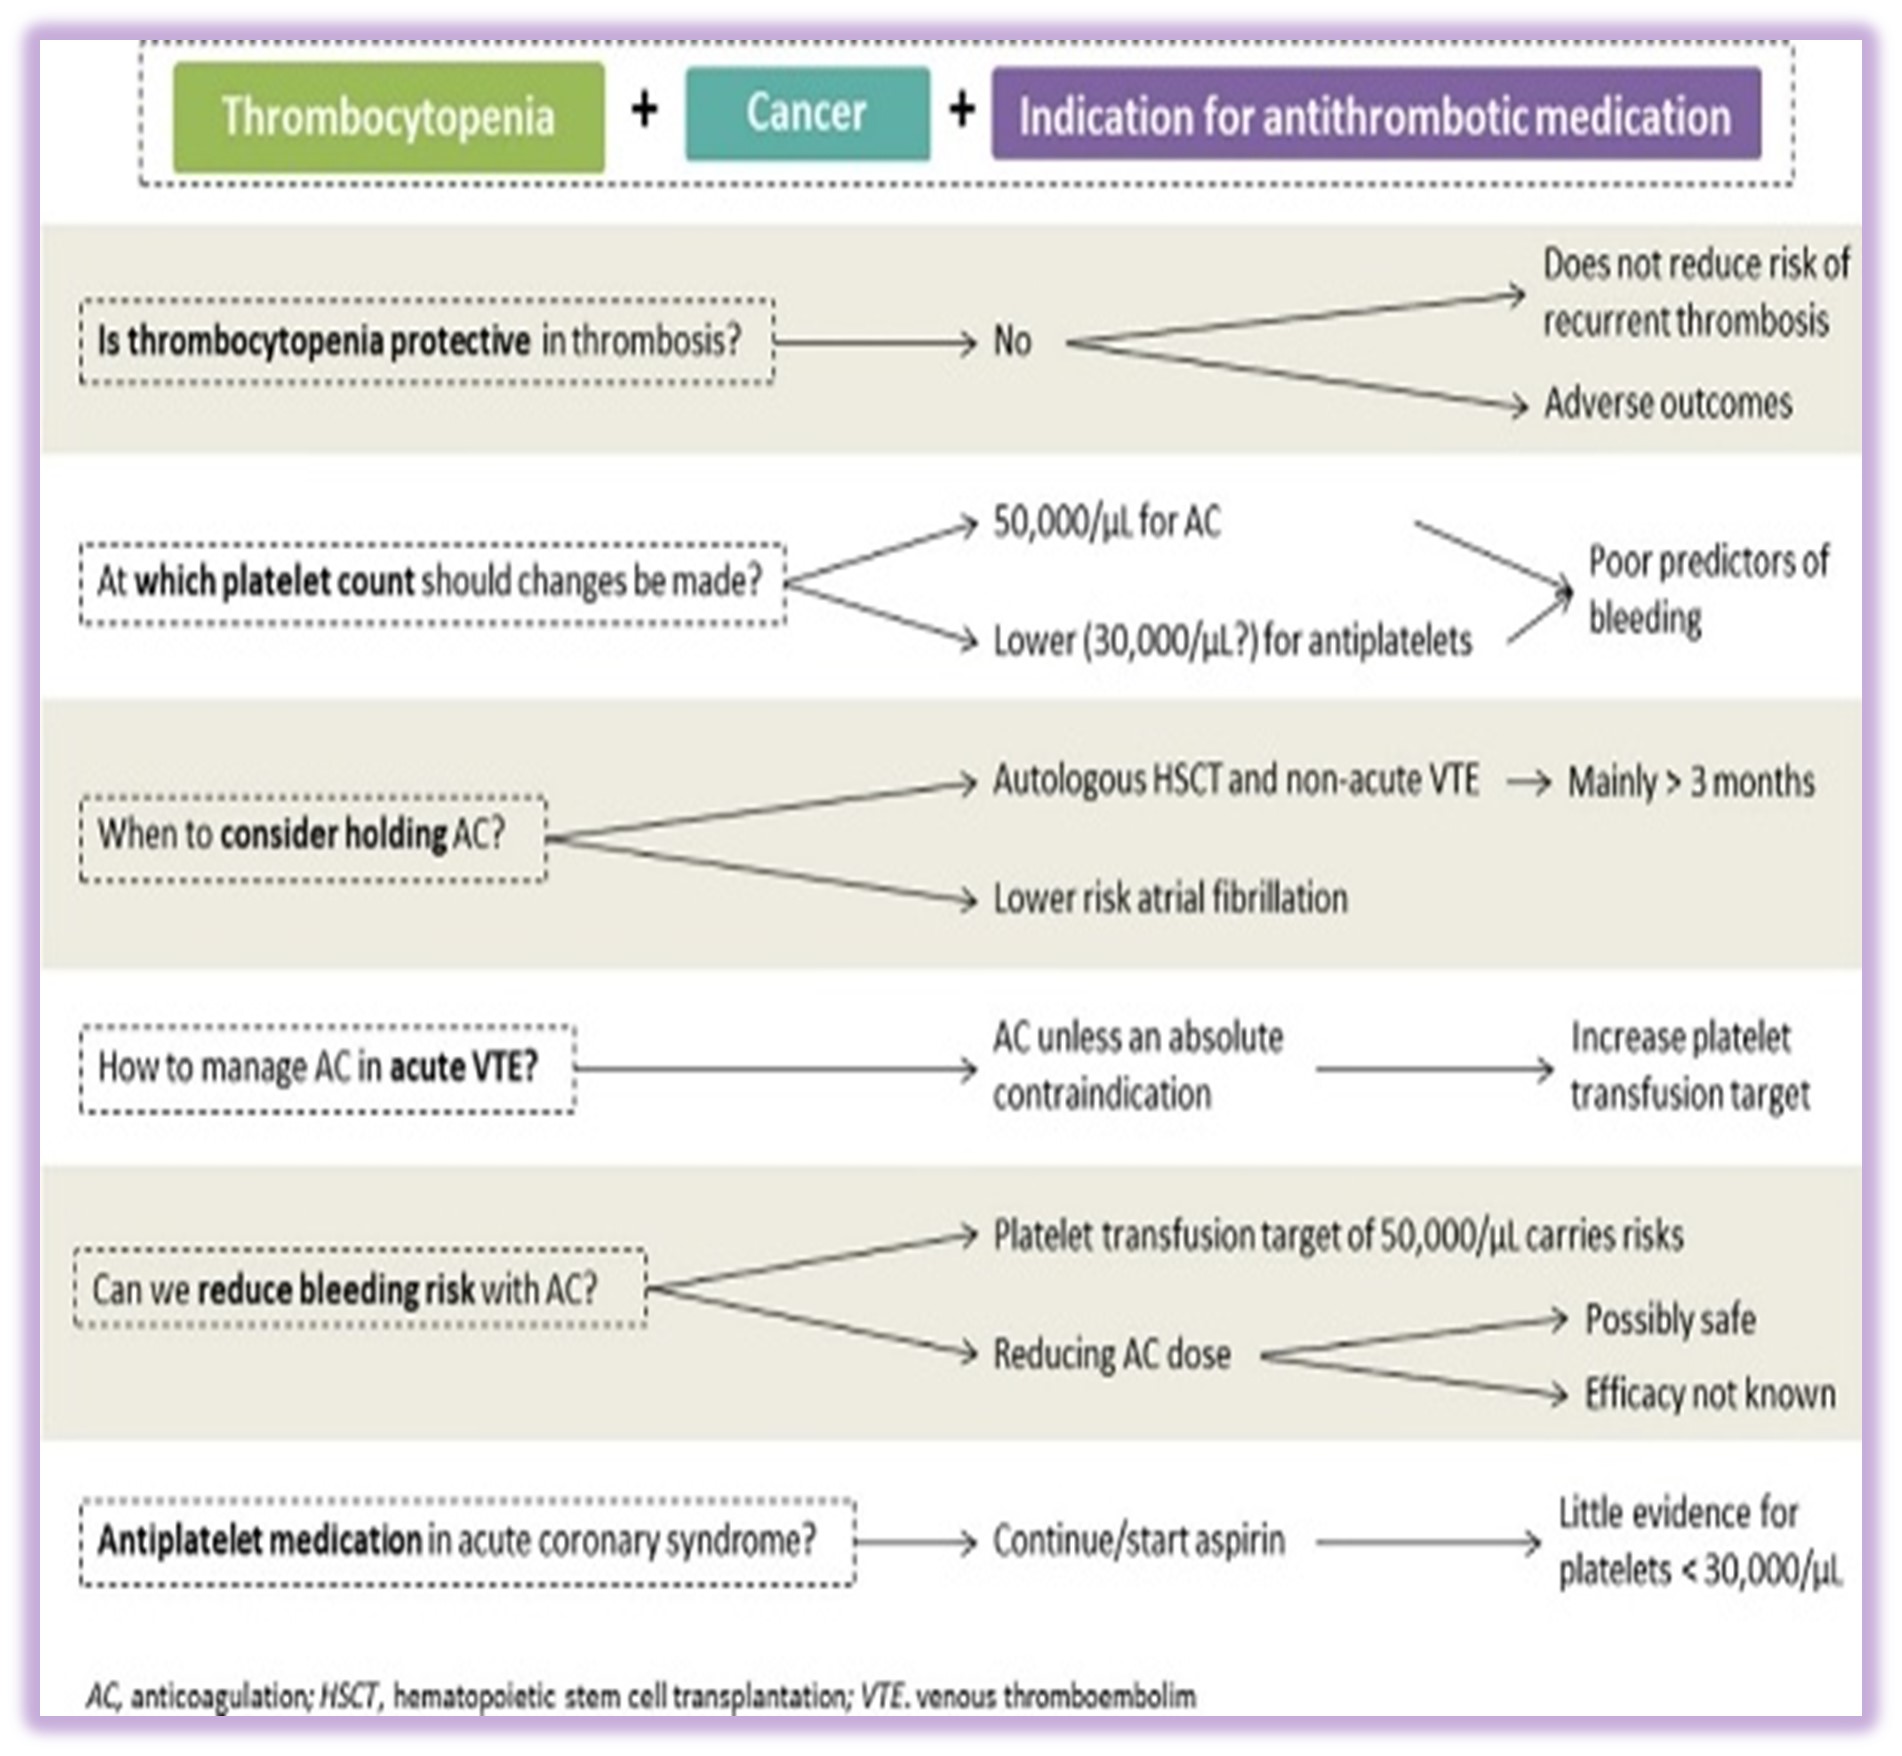 Thrombocytopenia + Cancer + Indication for antithrombotic medication
Is thrombocytopenia protective in thrombosis?
No
Does not reduce risk of
recurrent thrombosis
Adverse outcomes
At which platelet count should changes be made?
50,000/µL for AC
Lower (30,000/µL?) for antiplatelets
Poor predictors of
bleeding
When to consider holding AC?
Autologous HSCT and non-acute VTE
Mainly > 3 months
Lower risk atrial fibrillation
How to manage AC in acute VTE?
AC unless an absolute
contraindication
Increase platelet
transfusion target
Can we reduce bleeding risk with AC?
Platelet transfusion target of 50,000/µL carries risks
Reducing AC dose
Possibly safe
Efficacy not known
Antiplatelet medication in acute coronary syndrome?
Continue/start aspirin
Little evidence for
platelets < 30,000/µL
AC, anticoagulation; HSCT, hematopoietic stem cell transplantation; VTE. venous thromboembolim